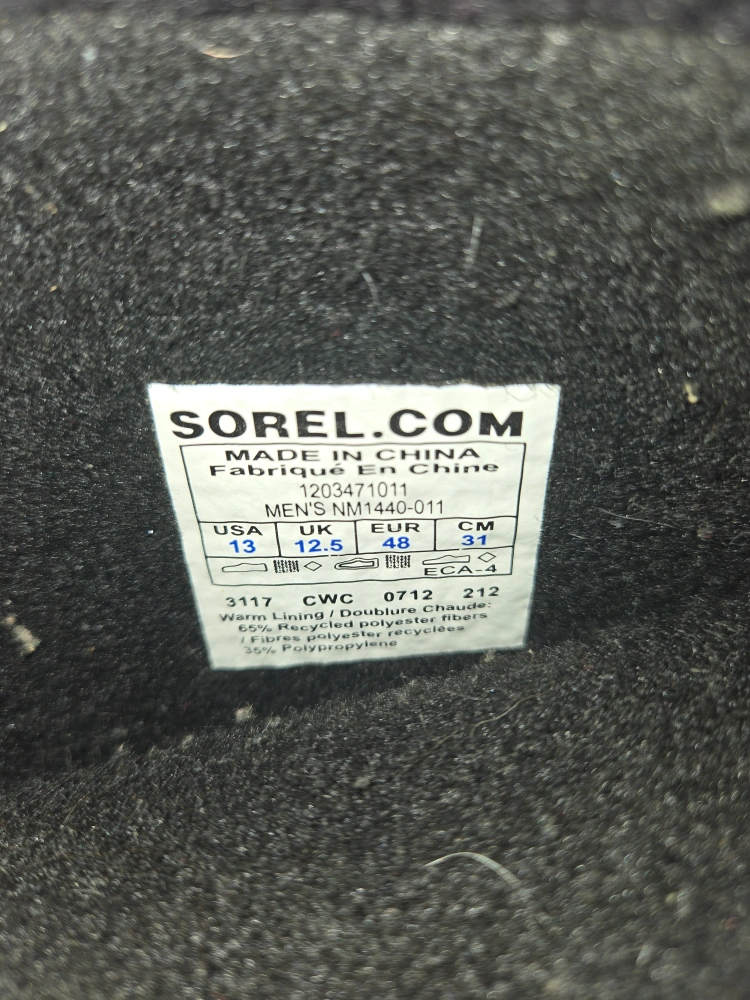 SOREL.COM
MADE IN CHINA
Fabriqué En Chine
1203471011
MEN'S NM1440-011
USA UK EUR CM
13 12.5 48 31
ECA-4
3117 CWC 0712 212
Warm Lining / Doublure Chaude:
65% Recycled polyester fibers
/ Fibres polyester recyclées
35% Polypropylene